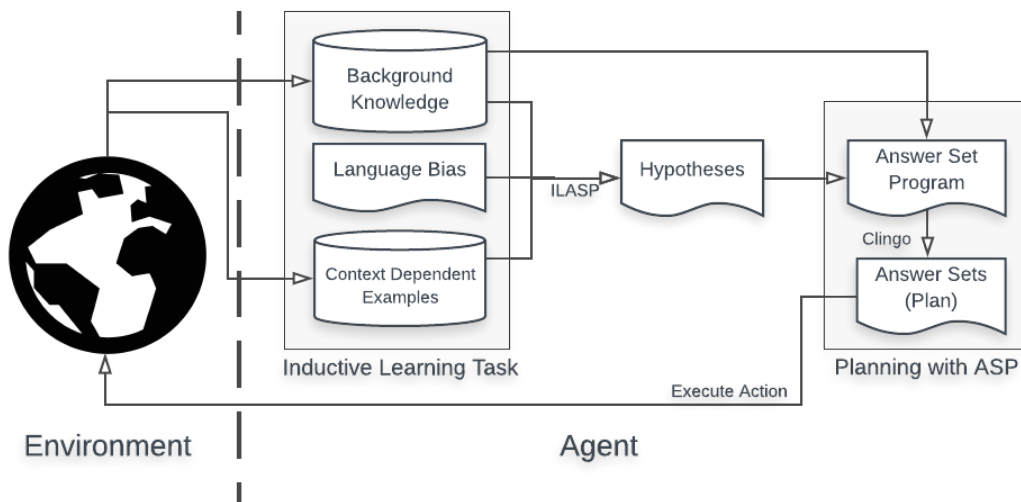 Background
Knowledge
Language Bias
Context Dependent
Examples
Inductive Learning Task
ILASP
Hypotheses
Answer Set
Program
Clingo
Answer Sets
(Plan)
Planning with ASP
Execute Action
Environment
Agent